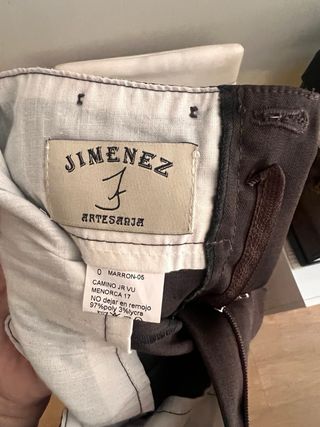 JIMENEZ
ARTESANIA
0 MARRON-05
CAMINO JR VU
MENORCA 17
NO dejar en remojo
97%poly 3%lycra